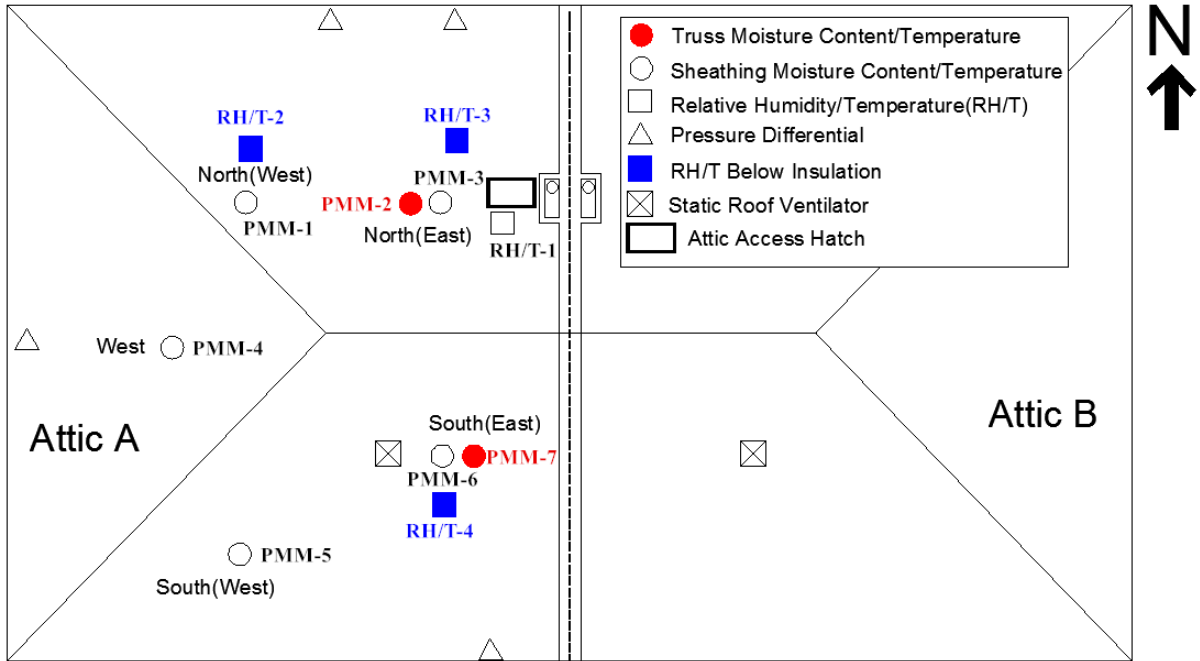 N
Truss Moisture Content/Temperature
Sheathing Moisture Content/Temperature
Relative Humidity/Temperature(RH/T)
Pressure Differential
RH/T Below Insulation
Static Roof Ventilator
Attic Access Hatch
RH/T-2
RH/T-3
North(West)
PMM-3
PMM-1
PMM-2
North(East)
RH/T-1
West
PMM-4
Attic A
Attic B
South(East)
PMM-7
PMM-6
RH/T-4
PMM-5
South(West)